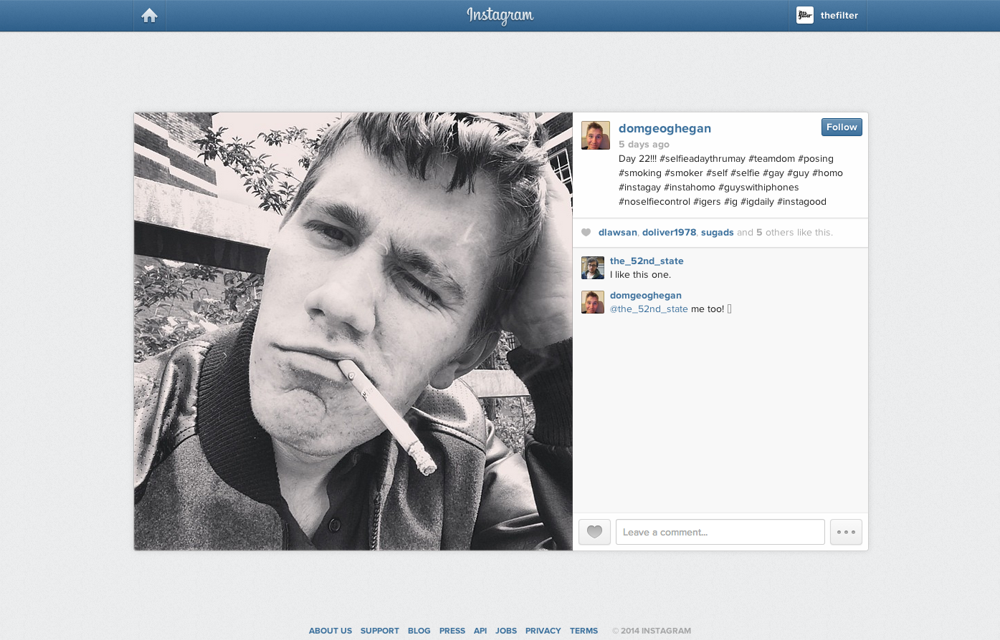 Instagram
thefilter
domgeoghegan
Follow
5 days ago
Day 22!!! #selfieadaythrumay #teamdom #posing
#smoking #smoker #self #selfie #gay #guy #homo
#instagay #instahomo #guyswithiphones
#noselfiecontrol #igers #ig #igdaily #instagood
dlawsan, doliver1978, sugads and 5 others like this.
the_52nd_state
I like this one.
domgeoghegan
@the_52nd_state me too!
Leave a comment...
ABOUT US SUPPORT BLOG PRESS API JOBS PRIVACY TERMS © 2014 INSTAGRAM